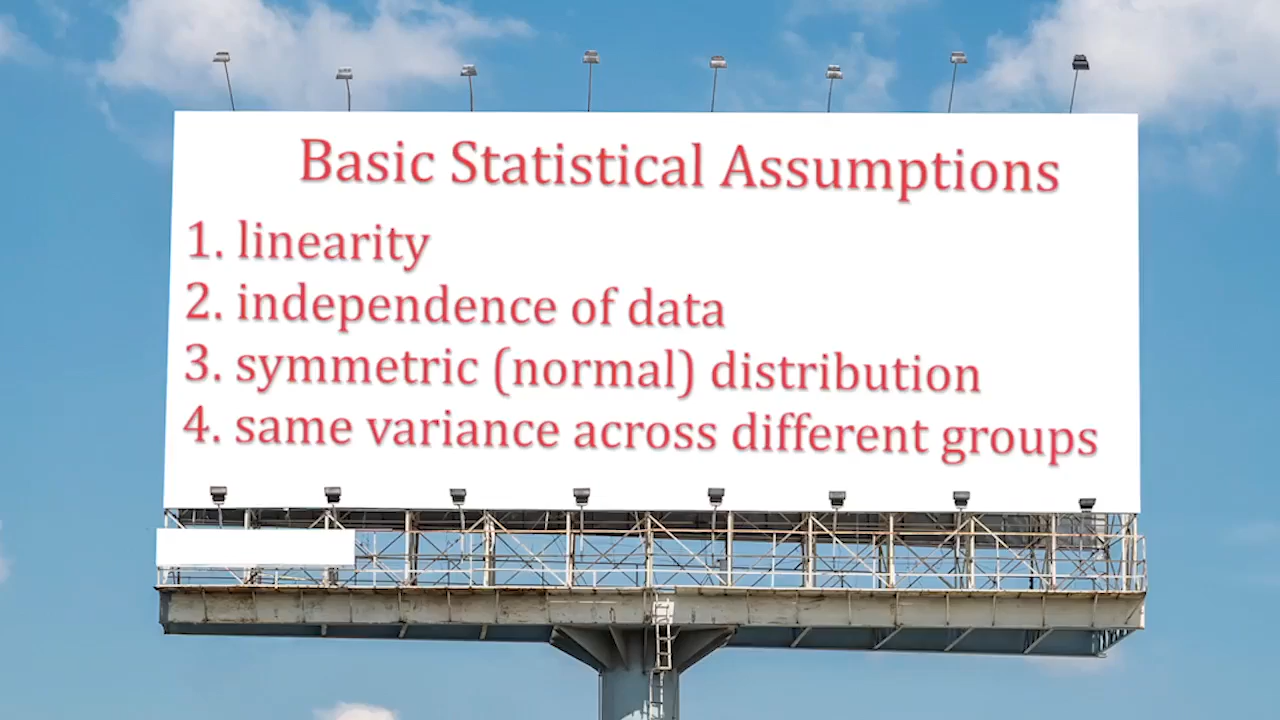 Basic Statistical Assumptions
1. linearity
2. independence of data
3. symmetric (normal) distribution
4. same variance across different groups